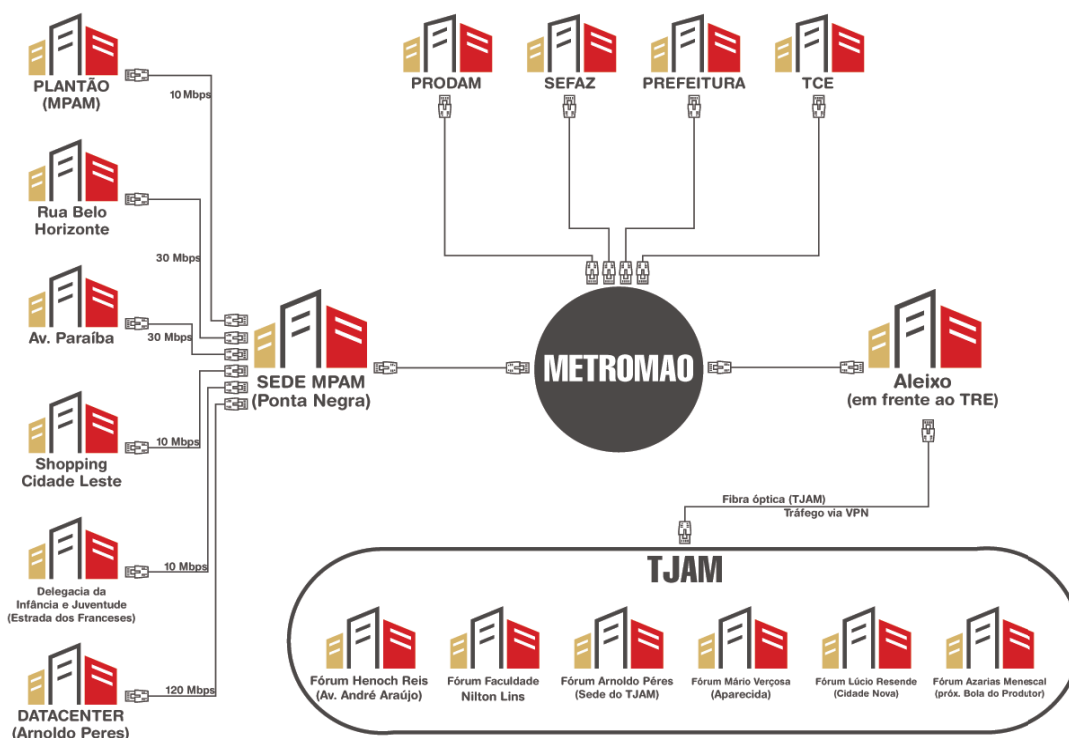 PLANTÃO
(MPAM)
10 Mbps
Rua Belo
Horizonte
30 Mbps
Av. Paraíba
30 Mbps
Shopping
Cidade Leste
10 Mbps
Delegacia da
Infância e Juventude
(Estrada dos Franceses)
10 Mbps
DATACENTER
(Arnoldo Peres)
120 Mbps
SEDE MPAM
(Ponta Negra)
PRODAM
SEFAZ
PREFEITURA
TCE
METROMAO
Aleixo
(em frente ao TRE)
Fibra óptica (TJAM)
Tráfego via VPN
TJAM
Fórum Henoch Reis
(Av. André Araújo)
Fórum Faculdade
Nilton Lins
Fórum Arnoldo Péres
(Sede do TJAM)
Fórum Mário Verçosa
(Aparecida)
Fórum Lúcio Resende
(Cidade Nova)
Fórum Azarias Menescal
(próx. Bola do Produtor)